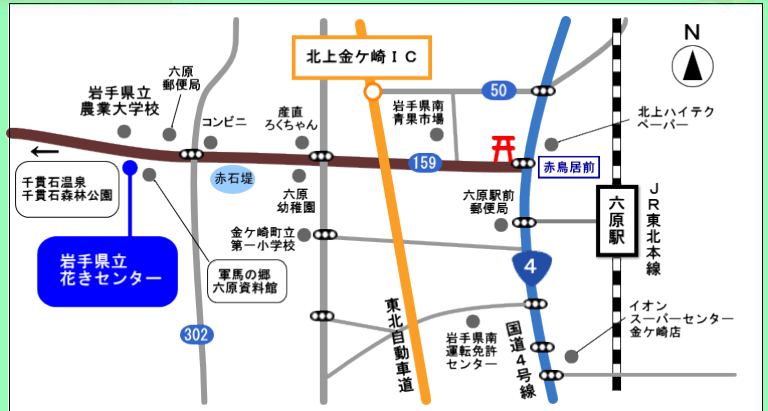 北上金ケ崎ＩＣ
N
50
六原
郵便局
岩手県立
農業大学校
コンビニ
産直
ろくちゃん
岩手県南
青果市場
北上ハイテク
ペーパー
159
赤鳥居前
千貫石温泉
千貫石森林公園
赤石堤
六原
幼稚園
六原駅前
郵便局
六原駅
ＪＲ東北本線
金ケ崎町立
第一小学校
岩手県立
花きセンター
軍馬の郷
六原資料館
4
302
東北自動車道
岩手県南
運転免許
センター
国道４号線
イオン
スーパーセンター
金ケ崎店